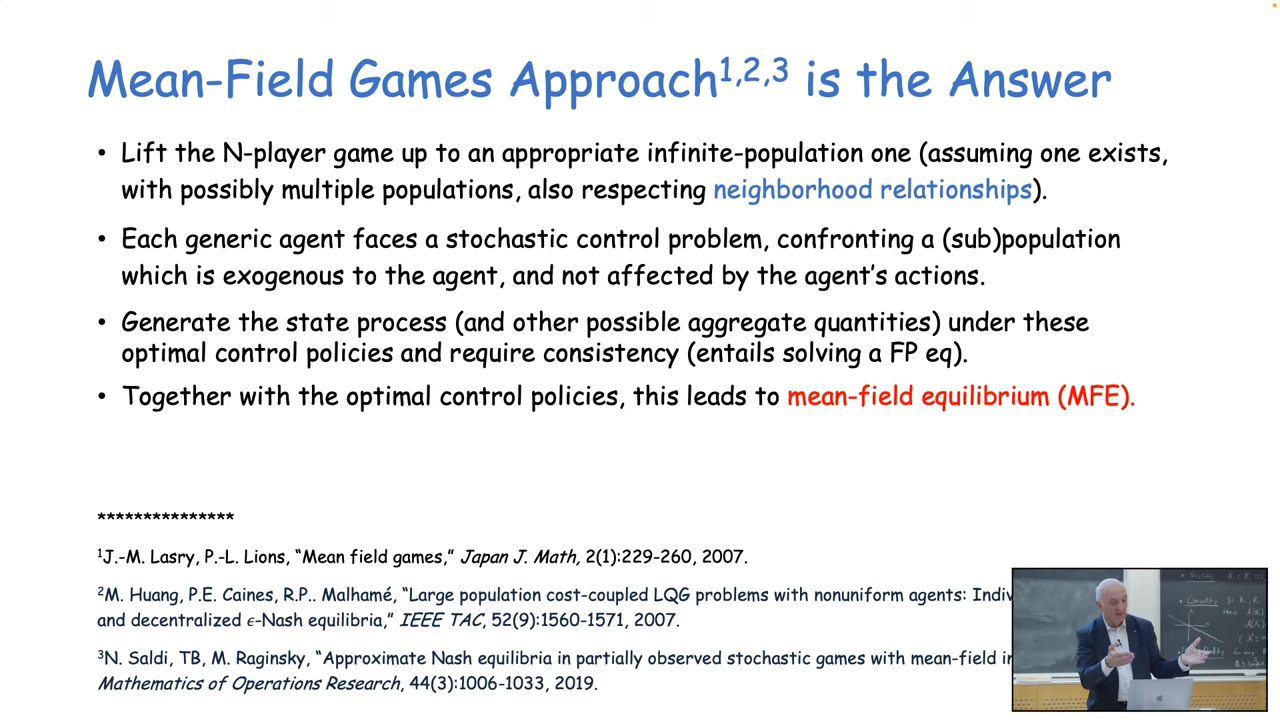 Mean-Field Games Approach1,2,3 is the Answer
• Lift the N-player game up to an appropriate infinite-population one (assuming one exists,
with possibly multiple populations, also respecting neighborhood relationships).
• Each generic agent faces a stochastic control problem, confronting a (sub)population
which is exogenous to the agent, and not affected by the agent's actions.
• Generate the state process (and other possible aggregate quantities) under these
optimal control policies and require consistency (entails solving a FP eq).
• Together with the optimal control policies, this leads to mean-field equilibrium (MFE).
***************
1J.-M. Lasry, P.-L. Lions, “Mean field games,” Japan J. Math, 2(1):229-260, 2007.
2M. Huang, P.E. Caines, R.P.. Malhamé, “Large population cost-coupled LQG problems with nonuniform agents: Indiv
and decentralized ϵ-Nash equilibria,” IEEE TAC, 52(9):1560-1571, 2007.
3N. Saldi, TB, M. Raginsky, “Approximate Nash equilibria in partially observed stochastic games with mean-field in
Mathematics of Operations Research, 44(3):1006-1033, 2019.